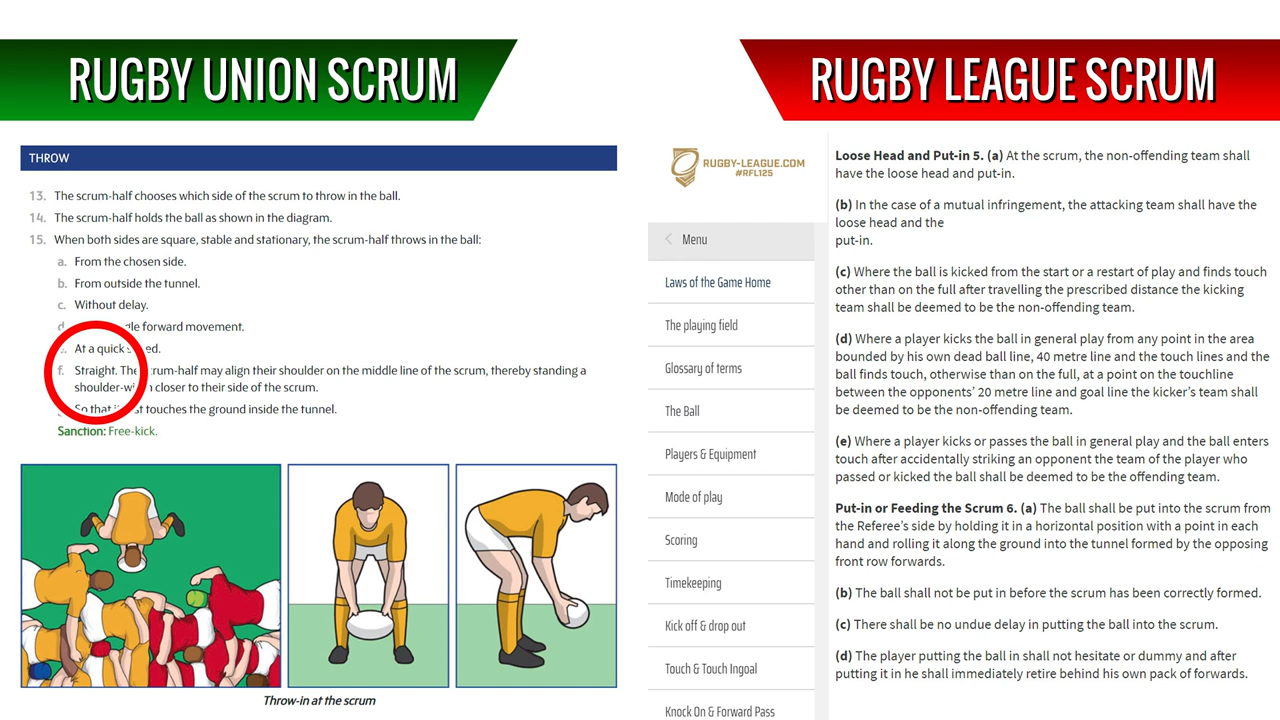 RUGBY UNION SCRUM
THROW
13. The scrum-half chooses which side of the scrum to throw in the ball.
14. The scrum-half holds the ball as shown in the diagram.
15. When both sides are square, stable and stationary, the scrum-half throws in the ball:
a. From the chosen side.
b. From outside the tunnel.
c. Without delay.
d. forward movement.
At a quick
f. Straight. The scrum-half may align their shoulder on the middle line of the scrum, thereby standing a
closer to their side of the scrum.
So that touches the ground inside the tunnel.
Sanction: Free-kick.
Throw-in at the scrum
RUGBY LEAGUE SCRUM
RUGBY-LEAGUE.COM
#RFL125
Menu
Laws of the Game Home
The playing field
Glossary of terms
The Ball
Players & Equipment
Mode of play
Scoring
Timekeeping
Kick off & drop out
Touch & Touch Ingoal
Knock On & Forward Pass
Loose Head and Put-in 5. (a) At the scrum, the non-offending team shall
have the loose head and put-in.
(b) In the case of a mutual infringement, the attacking team shall have the
loose head and the
put-in.
(c) Where the ball is kicked from the start or a restart of play and finds touch
other than on the full after travelling the prescribed distance the kicking
team shall be deemed to be the non-offending team.
(d) Where a player kicks the ball in general play from any point in the area
bounded by his own dead ball line, 40 metre line and the touch lines and the
ball finds touch, otherwise than on the full, at a point on the touchline
between the opponents' 20 metre line and goal line the kicker's team shall
be deemed to be the non-offending team.
(e) Where a player kicks or passes the ball in general play and the ball enters
touch after accidentally striking an opponent the team of the player who
passed or kicked the ball shall be deemed to be the offending team.
Put-in or Feeding the Scrum 6. (a) The ball shall be put into the scrum from
the Referee's side by holding it in a horizontal position with a point in each
hand and rolling it along the ground into the tunnel formed by the opposing
front row forwards.
(b) The ball shall not be put in before the scrum has been correctly formed.
(c) There shall be no undue delay in putting the ball into the scrum.
(d) The player putting the ball in shall not hesitate or dummy and after
putting it in he shall immediately retire behind his own pack of forwards.